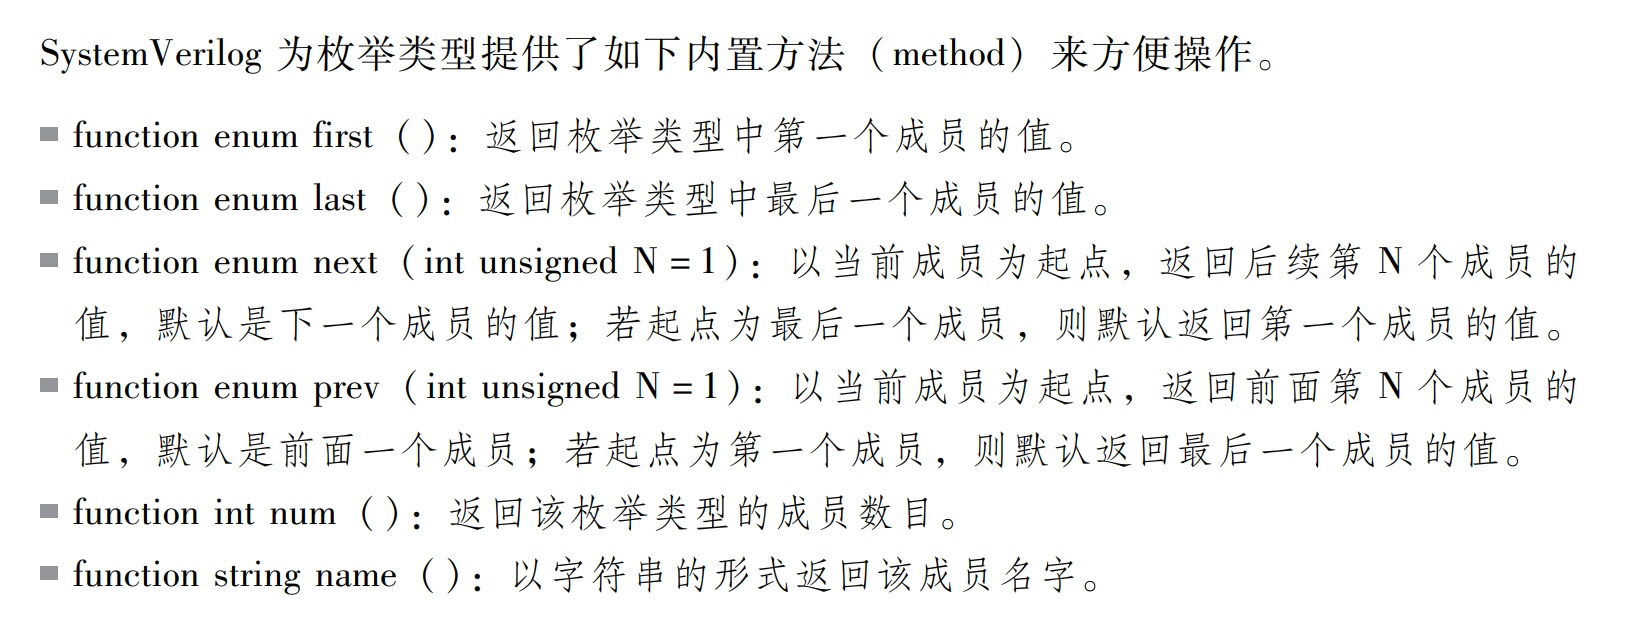 SystemVerilog 为枚举类型提供了如下内置方法（method）来方便操作。
■ function enum first ()：返回枚举类型中第一个成员的值。
■ function enum last ()：返回枚举类型中最后一个成员的值。
■ function enum next (int unsigned N = 1)：以当前成员为起点，返回后续第 N 个成员的
值，默认是下一个成员的值；若起点为最后一个成员，则默认返回第一个成员的值。
■ function enum prev (int unsigned N = 1)：以当前成员为起点，返回前面第 N 个成员的
值，默认是前面一个成员；若起点为第一个成员，则默认返回最后一个成员的值。
■ function int num ()：返回该枚举类型的成员数目。
■ function string name ()：以字符串的形式返回该成员名字。